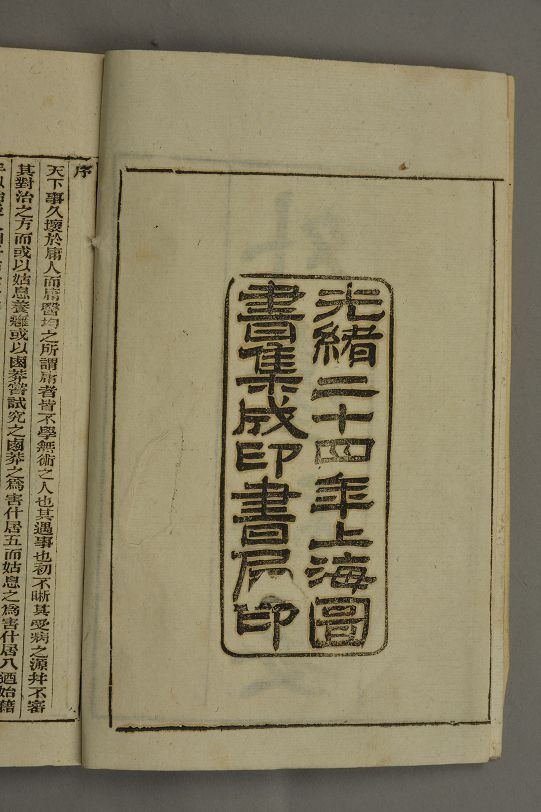 光緒二十四年上海圖
書集成印書局印
序
天下事久壞於庸人而庸醫均之所謂庸者皆不學無術之人也其遇事也初不晰其受病之源幷不審
其對治之方而或以姑息養癰或以鹵莽嘗試究之鹵莽之爲害什居五而姑息之爲害什居八迺始藉